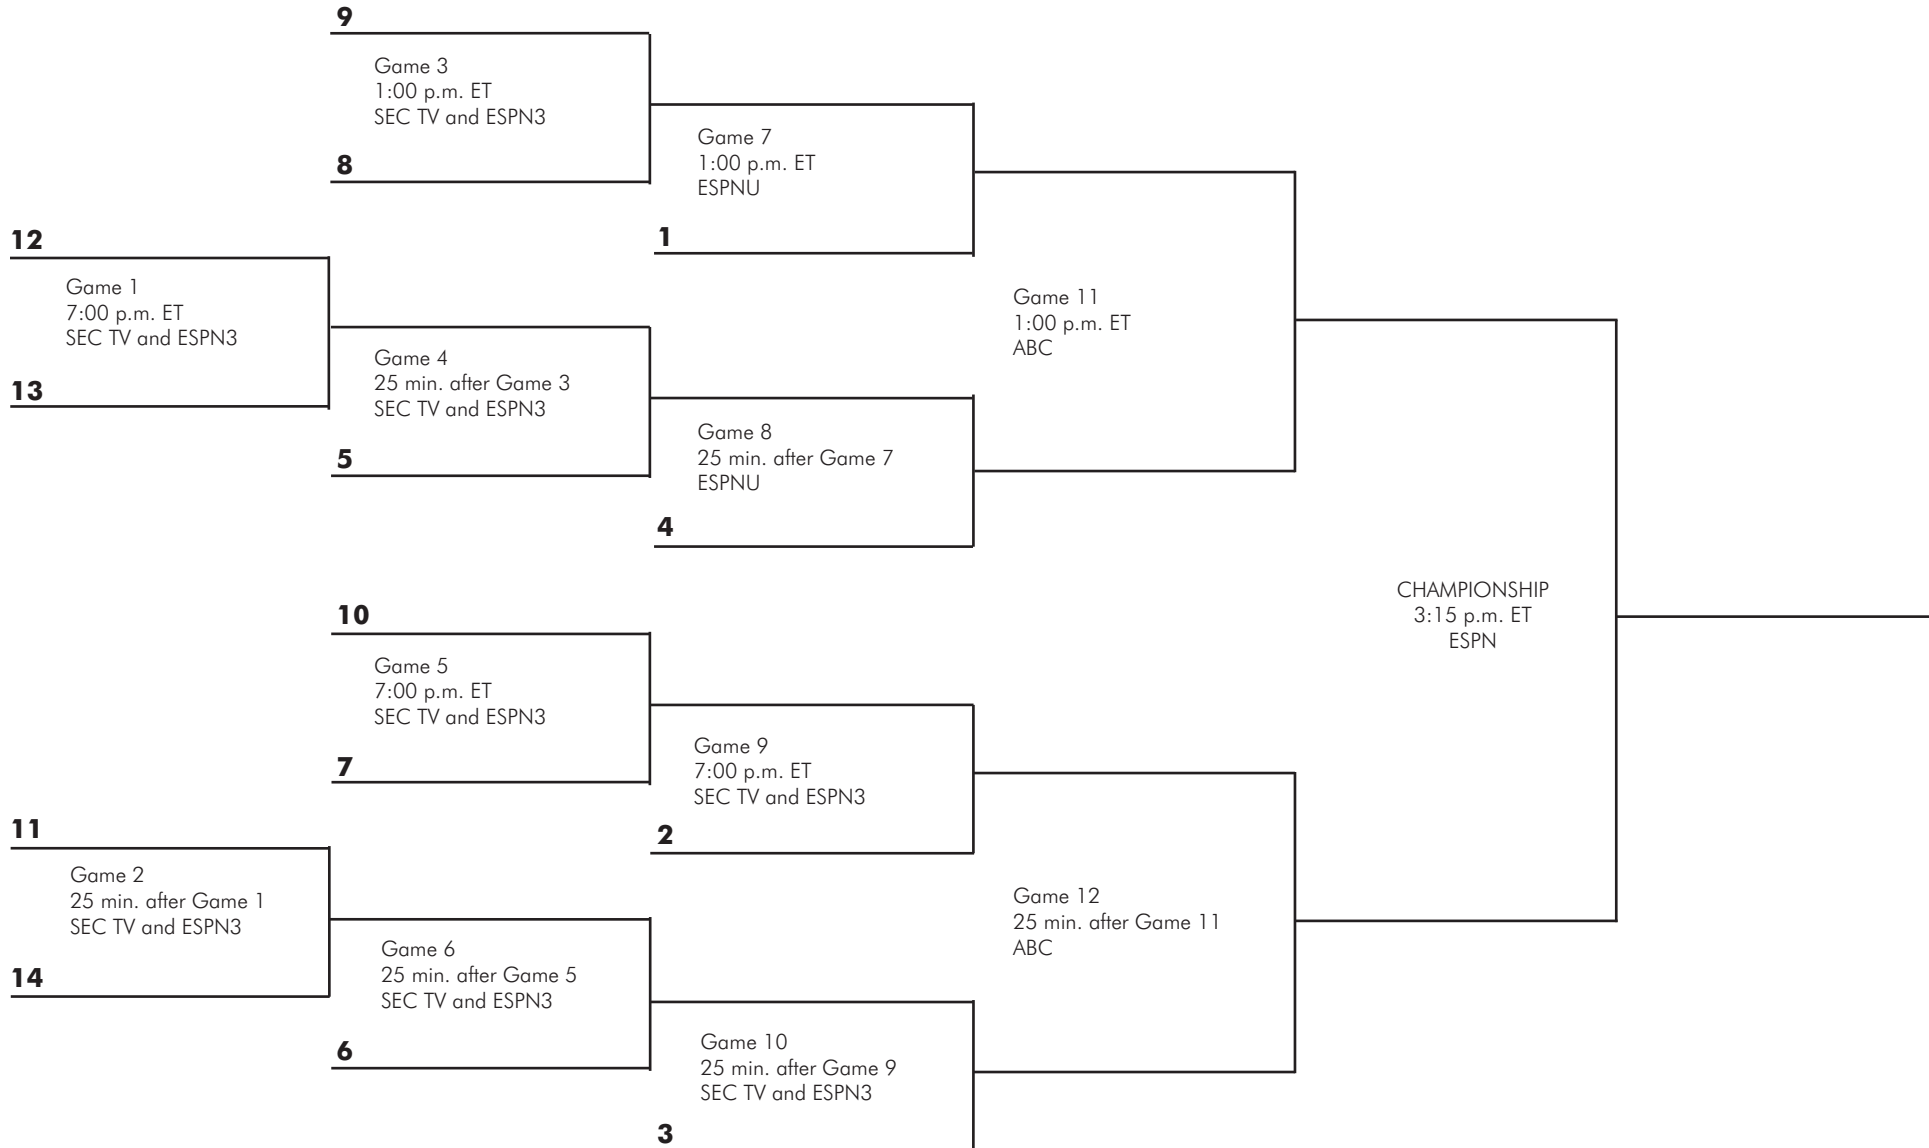 9
Game 3
1:00 p.m. ET
SEC TV and ESPN3
8
Game 7
1:00 p.m. ET
ESPNU
1
12
Game 1
7:00 p.m. ET
SEC TV and ESPN3
13
Game 4
25 min. after Game 3
SEC TV and ESPN3
5
Game 8
25 min. after Game 7
ESPNU
4
Game 11
1:00 p.m. ET
ABC
CHAMPIONSHIP
3:15 p.m. ET
ESPN
10
Game 5
7:00 p.m. ET
SEC TV and ESPN3
7
Game 9
7:00 p.m. ET
SEC TV and ESPN3
2
11
Game 2
25 min. after Game 1
SEC TV and ESPN3
14
Game 6
25 min. after Game 5
SEC TV and ESPN3
6
Game 10
25 min. after Game 9
SEC TV and ESPN3
3
Game 12
25 min. after Game 11
ABC